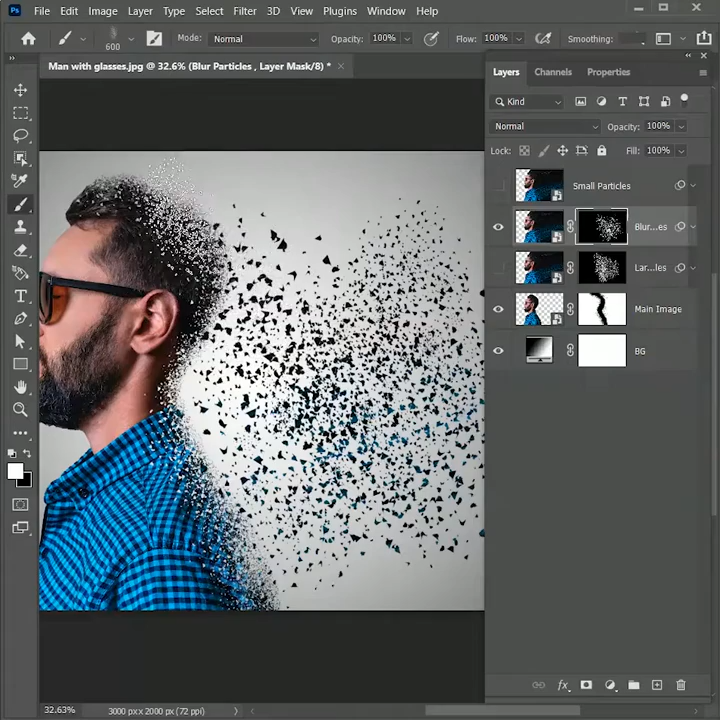 Ps File Edit Image Layer Type Select Filter 3D Plugins Window Help
600 Mode: Normal Opacity: 100% Flow: 100% Smoothing:
Man with glasses.jpg @ 32.6% (Blur Particles , Layer Mask/8) *
Layers Channels Properties
Kind
Normal Opacity: 100%
Lock: Fill: 100%
Small Particles
Blur...es
Lar...les
Main Image
BG
32.63% 3000 px x 2000 px (72 ppi)